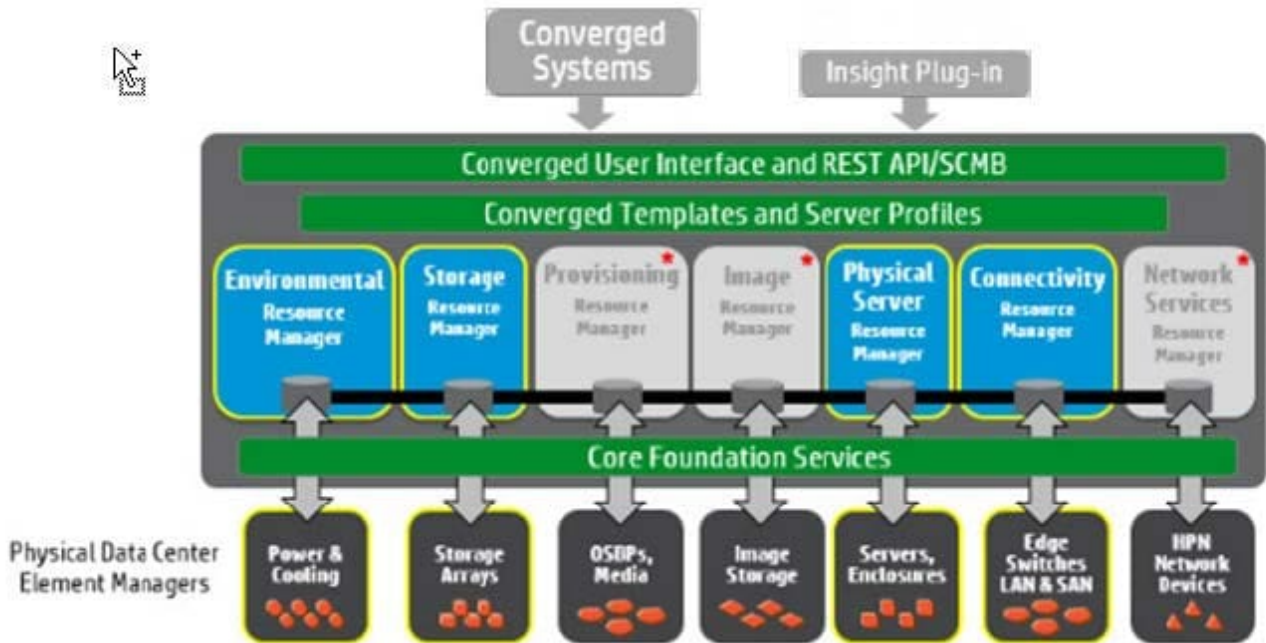 Converged
Systems
Insight Plug-in
Converged User Interface and REST API/SCMB
Converged Templates and Server Profiles
Environmental
Resource
Manager
Storage
Resource
Manager
Provisioning *
Resource
Manager
Image *
Resource
Manager
Physical
Server
Resource
Manager
Connectivity
Resource
Manager
Network *
Services
Resource
Manager
Core Foundation Services
Physical Data Center
Element Managers
Power &
Cooling
Storage
Arrays
OSBPs,
Media
Image
Storage
Servers,
Enclosures
Edge
Switches
LAN & SAN
HPN
Network
Devices